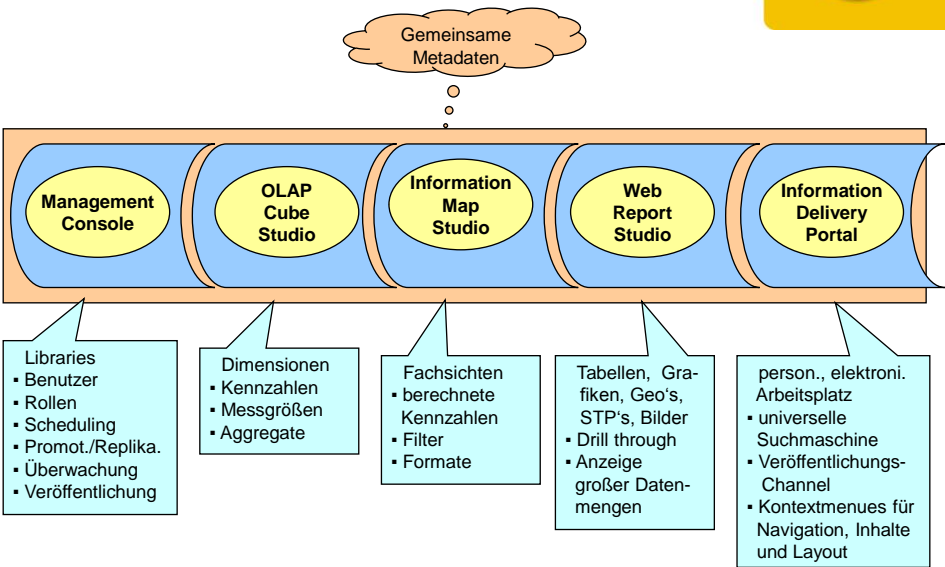 Gemeinsame
Metadaten
Management
Console
OLAP
Cube
Studio
Information
Map
Studio
Web
Report
Studio
Information
Delivery
Portal
Libraries
▪ Benutzer
▪ Rollen
▪ Scheduling
▪ Promot./Replika.
▪ Überwachung
▪ Veröffentlichung
Dimensionen
▪ Kennzahlen
▪ Messgrößen
▪ Aggregate
Fachsichten
▪ berechnete
Kennzahlen
▪ Filter
▪ Formate
Tabellen, Gra-
fiken, Geo‘s,
STP‘s, Bilder
▪ Drill through
▪ Anzeige
großer Daten-
mengen
person., elektroni.
Arbeitsplatz
▪ universelle
Suchmaschine
▪ Veröffentlichungs-
Channel
▪ Kontextmenues für
Navigation, Inhalte
und Layout